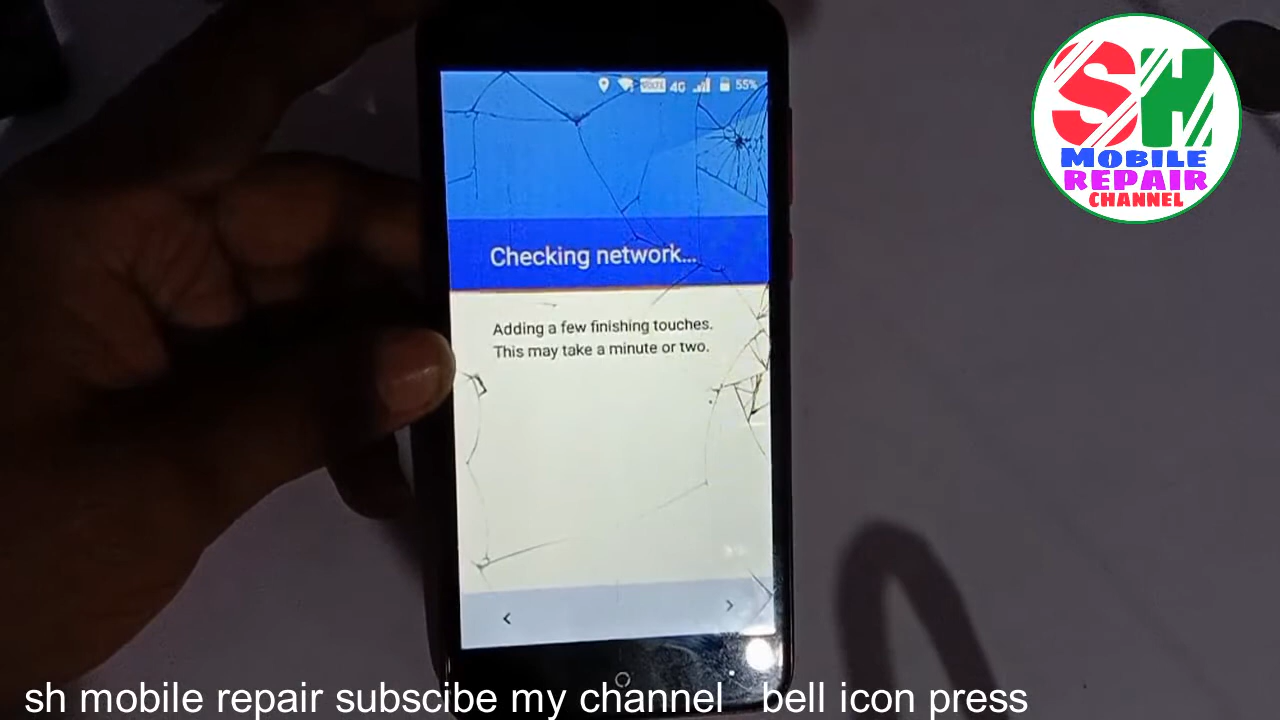 4G 55%
SH
MOBILE
REPAIR
CHANNEL
Checking network...
Adding a few finishing touches.
This may take a minute or two.
sh mobile repair subscibe my channel bell icon press